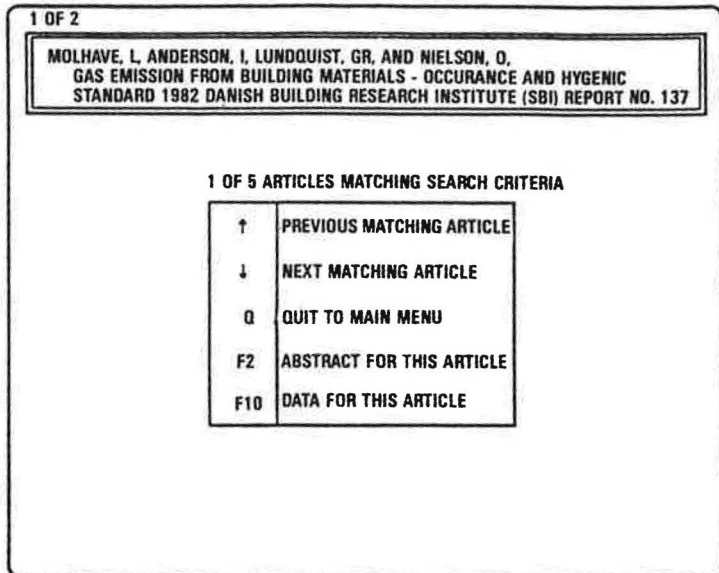 1 OF 2
MOLHAVE, L, ANDERSON, I, LUNDQUIST, GR, AND NIELSON, O,
GAS EMISSION FROM BUILDING MATERIALS - OCCURANCE AND HYGENIC
STANDARD 1982 DANISH BUILDING RESEARCH INSTITUTE (SBI) REPORT NO. 137
1 OF 5 ARTICLES MATCHING SEARCH CRITERIA
↑ PREVIOUS MATCHING ARTICLE
↓ NEXT MATCHING ARTICLE
Q QUIT TO MAIN MENU
F2 ABSTRACT FOR THIS ARTICLE
F10 DATA FOR THIS ARTICLE